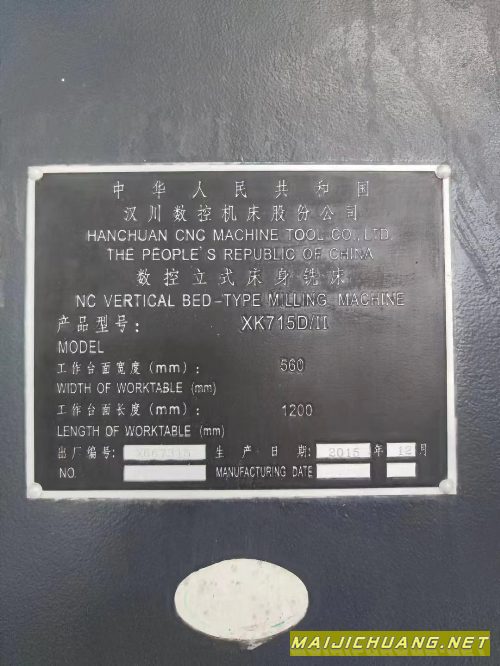 中华人民共和国
汉川数控机床股份公司
HANCHUAN CNC MACHINE TOOL CO.,LTD.
THE PEOPLE'S REPUBLIC OF CHINA
数控立式床身铣床
NC VERTICAL BED-TYPE MILLING MACHINE
产品型号: XK715D/II
MODEL
工作台面宽度(mm): 560
WIDTH OF WORKTABLE (mm)
工作台面长度(mm): 1200
LENGTH OF WORKTABLE (mm)
出厂编号: 生产日期: 2015 年 12 月
NO. MANUFACTURING DATE
MAIJICHUANG.NET